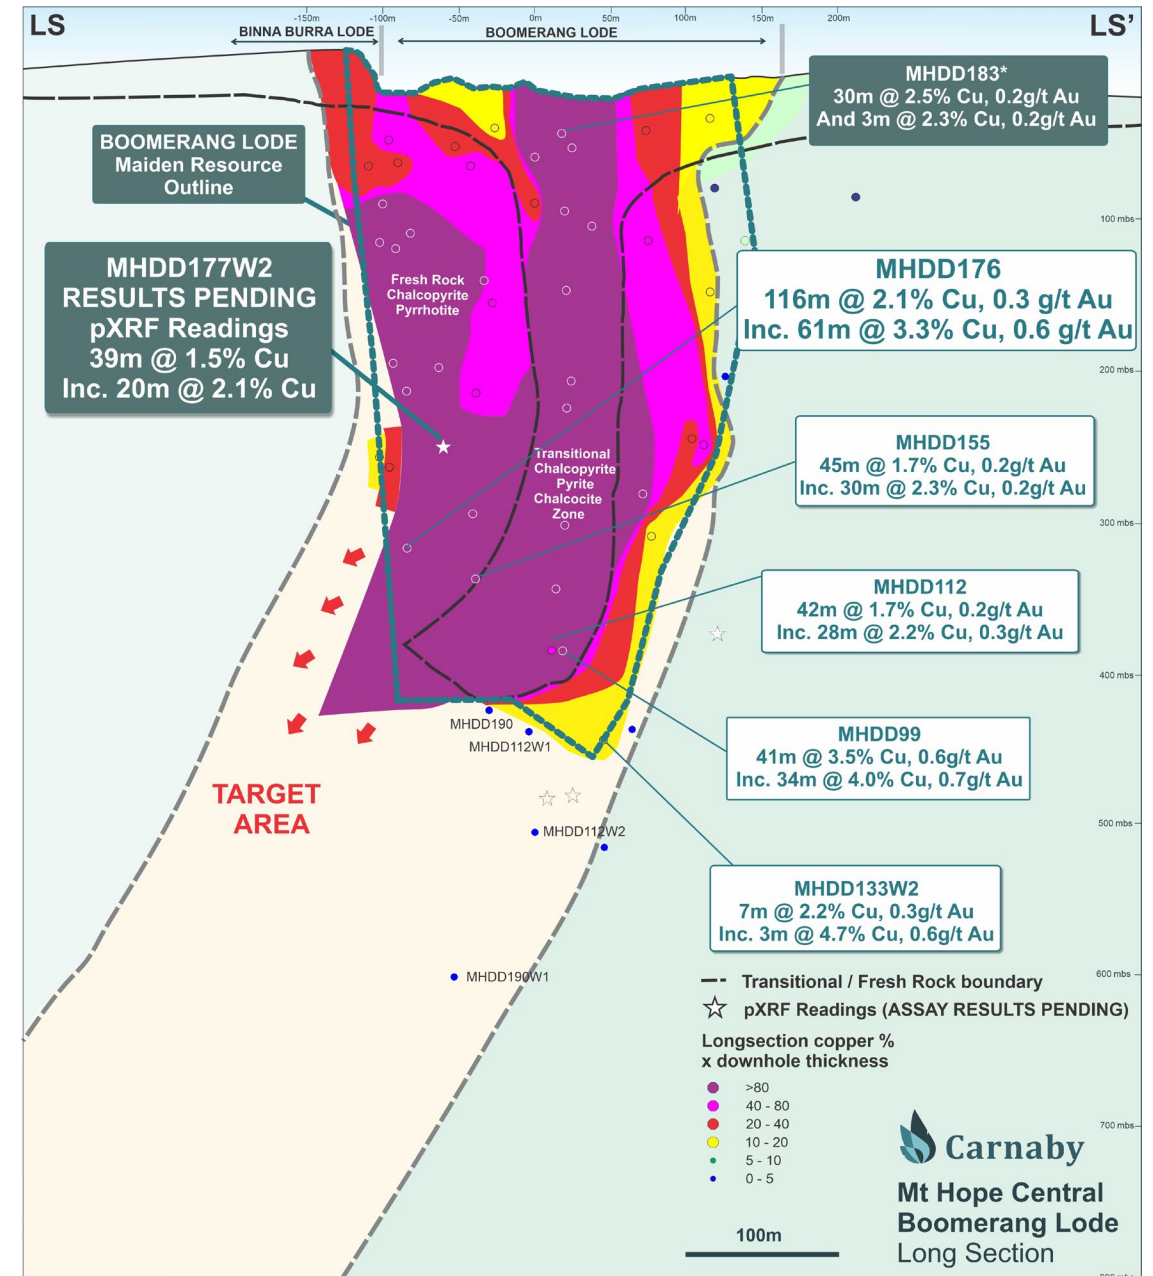 LS
LS'
-150m
-100m
-50m
0m
50m
100m
150m
200m
BINNA BURRA LODE
BOOMERANG LODE
MHDD183*
30m @ 2.5% Cu, 0.2g/t Au
And 3m @ 2.3% Cu, 0.2g/t Au
BOOMERANG LODE
Maiden Resource
Outline
100 mbs
MHDD177W2
RESULTS PENDING
pXRF Readings
39m @ 1.5% Cu
Inc. 20m @ 2.1% Cu
Fresh Rock
Chalcopyrite
Pyrrhotite
MHDD176
116m @ 2.1% Cu, 0.3 g/t Au
Inc. 61m @ 3.3% Cu, 0.6 g/t Au
200 mbs
Transitional
Chalcopyrite
Pyrite
Chalcocite
Zone
MHDD155
45m @ 1.7% Cu, 0.2g/t Au
Inc. 30m @ 2.3% Cu, 0.2g/t Au
300 mbs
MHDD112
42m @ 1.7% Cu, 0.2g/t Au
Inc. 28m @ 2.2% Cu, 0.3g/t Au
400 mbs
MHDD190
MHDD112W1
MHDD99
41m @ 3.5% Cu, 0.6g/t Au
Inc. 34m @ 4.0% Cu, 0.7g/t Au
TARGET
AREA
500 mbs
MHDD112W2
MHDD133W2
7m @ 2.2% Cu, 0.3g/t Au
Inc. 3m @ 4.7% Cu, 0.6g/t Au
600 mbs
MHDD190W1
Transitional / Fresh Rock boundary
pXRF Readings (ASSAY RESULTS PENDING)
Longsection copper %
x downhole thickness
>80
40 - 80
20 - 40
10 - 20
5 - 10
0 - 5
700 mbs
Carnaby
Mt Hope Central
Boomerang Lode
Long Section
100m